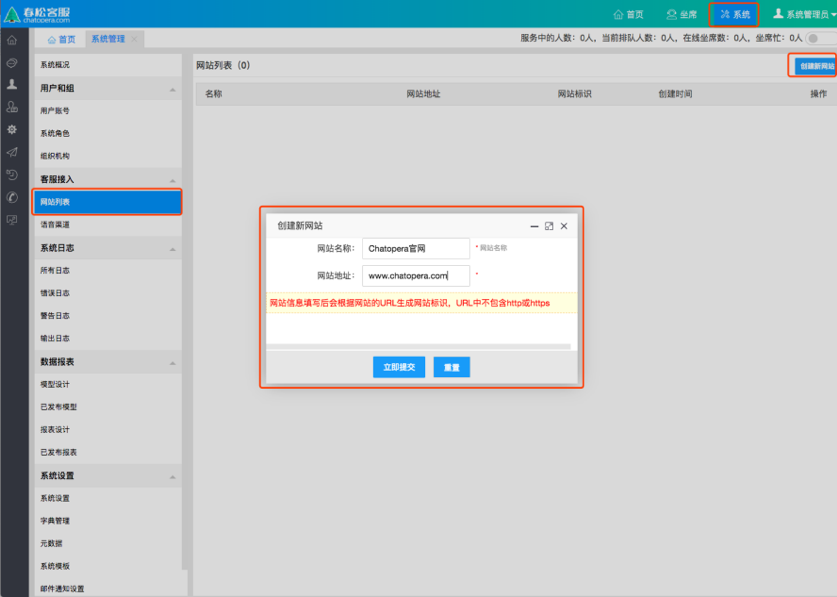 春松客服
chatopera.com
首页
坐席
系统
系统管理员
首页
系统管理
服务中的人数：0人，当前排队人数：0人，在线坐席数：0人，坐席忙：0人
系统概况
用户和组
用户账号
系统角色
组织机构
客服接入
网站列表
语音渠道
系统日志
所有日志
错误日志
警告日志
输出日志
数据报表
模型设计
已发布模型
报表设计
已发布报表
系统设置
系统设置
字典管理
元数据
系统模板
邮件通知设置
网站列表（0）
创建新网站
名称 网站地址 网站标识 创建时间 操作
创建新网站
网站名称： Chatopera官网 * 网站名称
网站地址： www.chatopera.com *
网站信息填写后会根据网站的URL生成网站标识，URL中不包含http或https
立即提交 重置